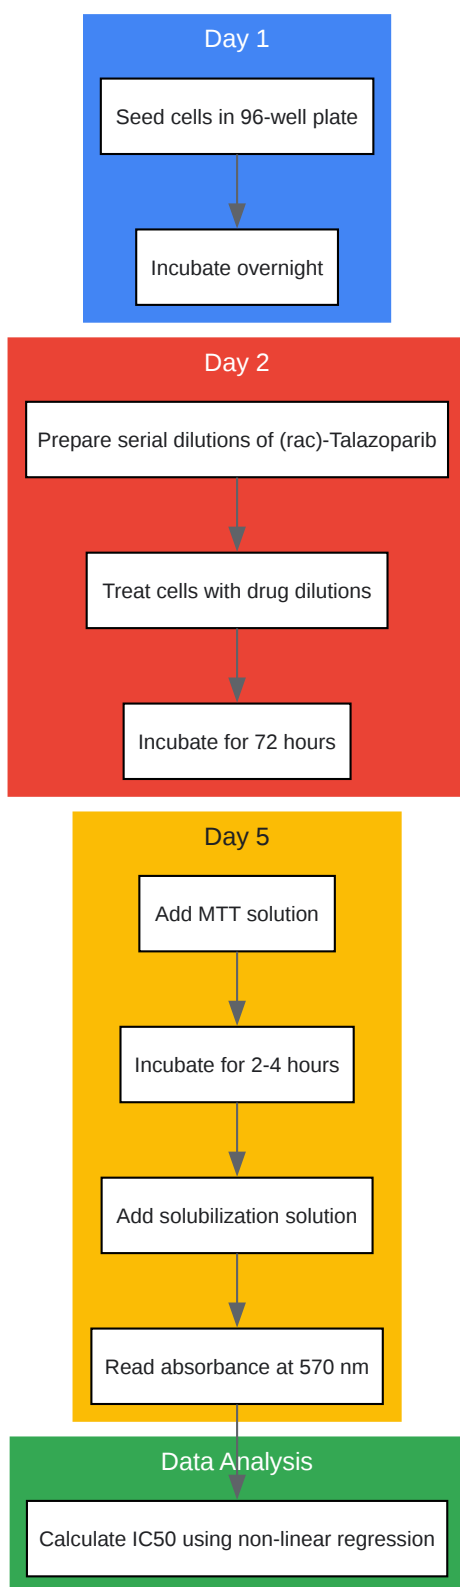 Day 1
Seed cells in 96-well plate
Incubate overnight
Day 2
Prepare serial dilutions of (rac)-Talazoparib
Treat cells with drug dilutions
Incubate for 72 hours
Day 5
Add MTT solution
Incubate for 2-4 hours
Add solubilization solution
Read absorbance at 570 nm
Data Analysis
Calculate IC50 using non-linear regression